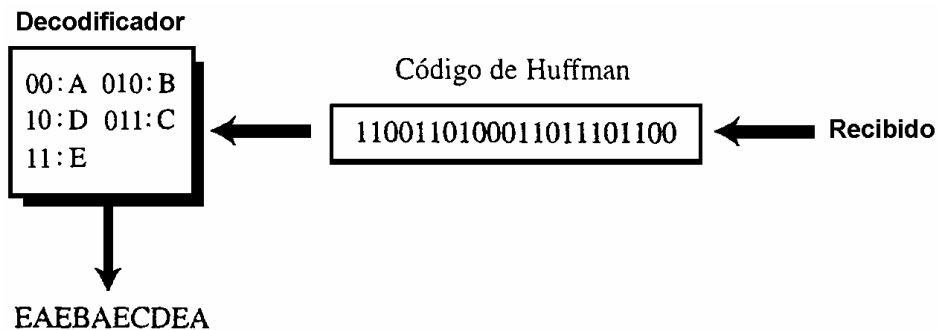 Decodificador
00:A 010:B
10:D 011:C
11:E
Código de Huffman
1100110100011011101100
Recibido
EAEBAECDEA